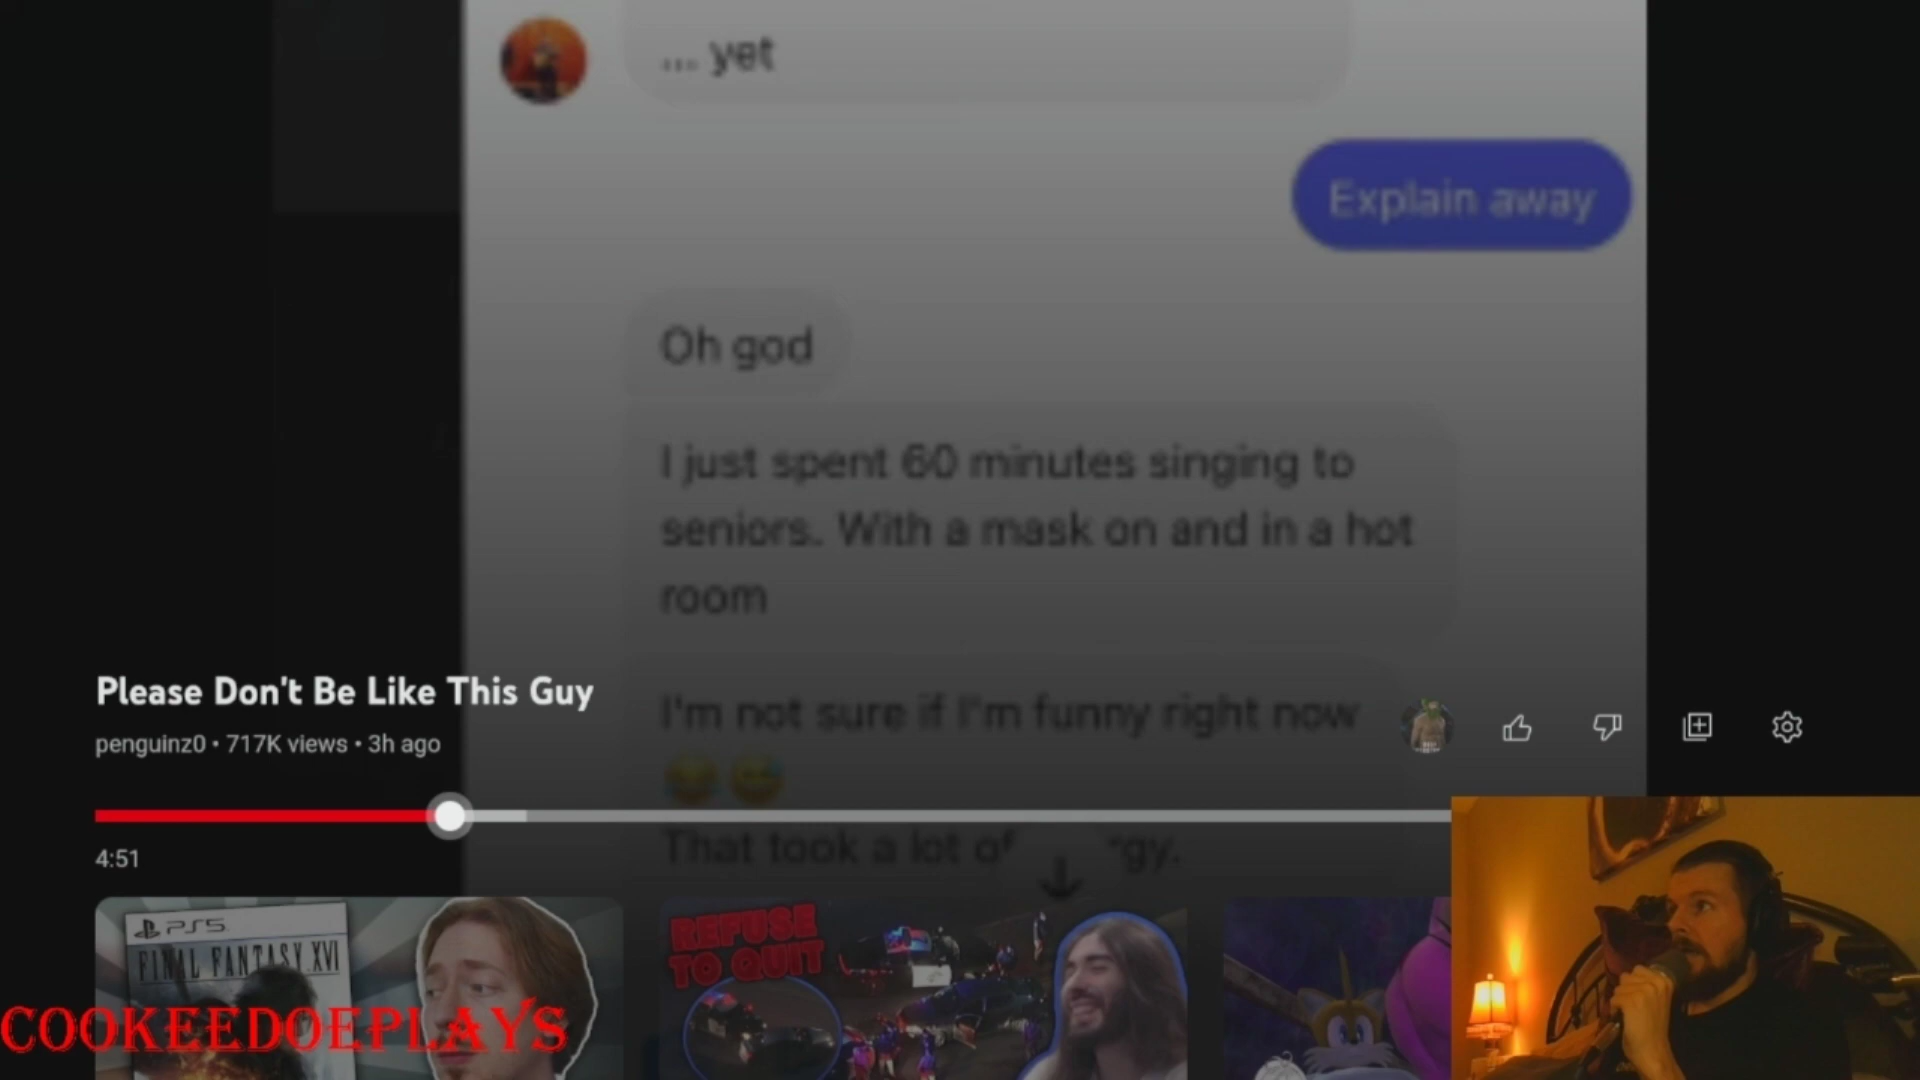 ... yet
Explain away
Oh god
I just spent 60 minutes singing to
seniors. With a mask on and in a hot
room
I'm not sure if I'm funny right now
😂😅
That took a lot of
rgy.
Please Don't Be Like This Guy
penguinz0 • 717K views • 3h ago
4:51
PS5
FINAL FANTASY XVI
REFUSE
TO QUIT
COOKEEDOEPLAYS